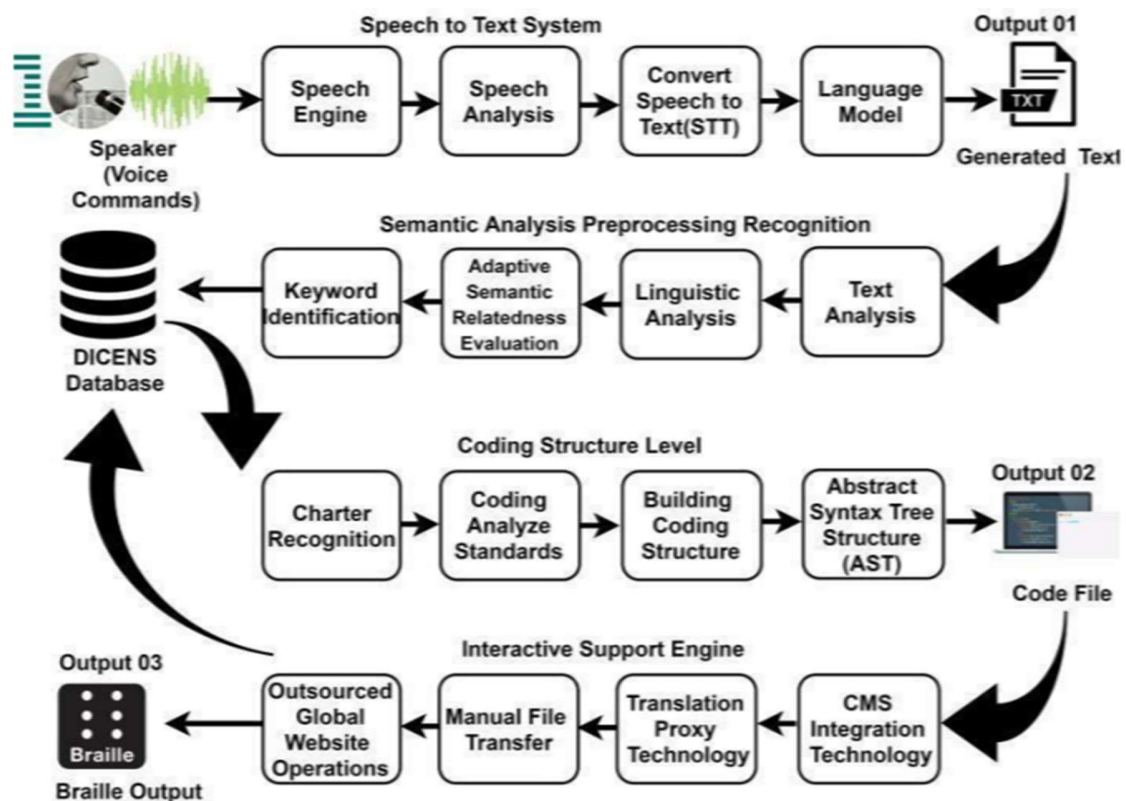 Speech to Text System
Output 01
Speech
Engine
Speech
Analysis
Convert
Speech to
Text(STT)
Language
Model
TXT
Speaker
(Voice
Commands)
Generated Text
Semantic Analysis Preprocessing Recognition
DICENS
Database
Keyword
Identification
Adaptive
Semantic
Relatedness
Evaluation
Linguistic
Analysis
Text
Analysis
Coding Structure Level
Charter
Recognition
Coding
Analyze
Standards
Building
Coding
Structure
Abstract
Syntax Tree
Structure
(AST)
Output 02
Code File
Interactive Support Engine
Output 03
Braille
Braille Output
Outsourced
Global
Website
Operations
Manual File
Transfer
Translation
Proxy
Technology
CMS
Integration
Technology